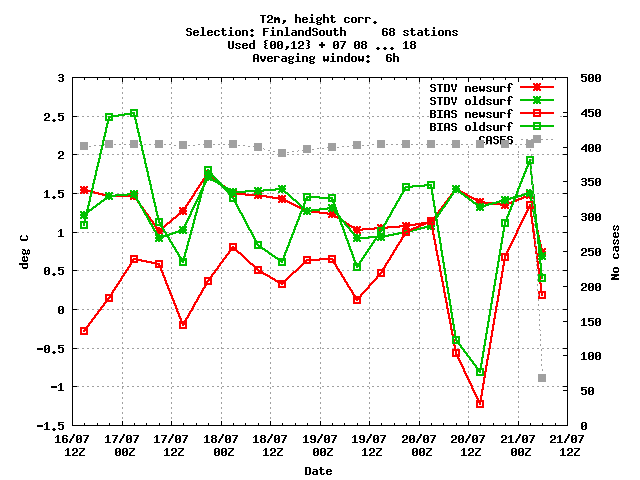 T2m, height corr.
Selection: FinlandSouth     68 stations
Used {00,12} + 07 08 ... 18
Averaging window:  6h
STDV newsurf
STDV oldsurf
BIAS newsurf
BIAS oldsurf
CASES
3
2.5
2
1.5
1
0.5
0
-0.5
-1
-1.5
deg C
500
450
400
350
300
250
200
150
100
50
0
No cases
16/07 17/07 17/07 18/07 18/07 19/07 19/07 20/07 20/07 21/07 21/07
12Z 00Z 12Z 00Z 12Z 00Z 12Z 00Z 12Z 00Z 12Z
Date